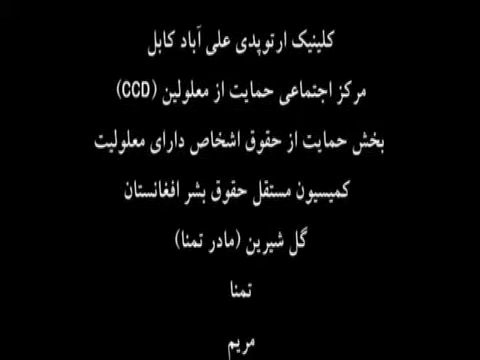 کلینیک ارتوپدی علی آباد کابل
مرکز اجتماعی حمایت از معلولین (CCD)
بخش حمایت از حقوق اشخاص دارای معلولیت
کمیسیون مستقل حقوق بشر افغانستان
گل شیرین (مادر تمنا)
تمنا
مریم